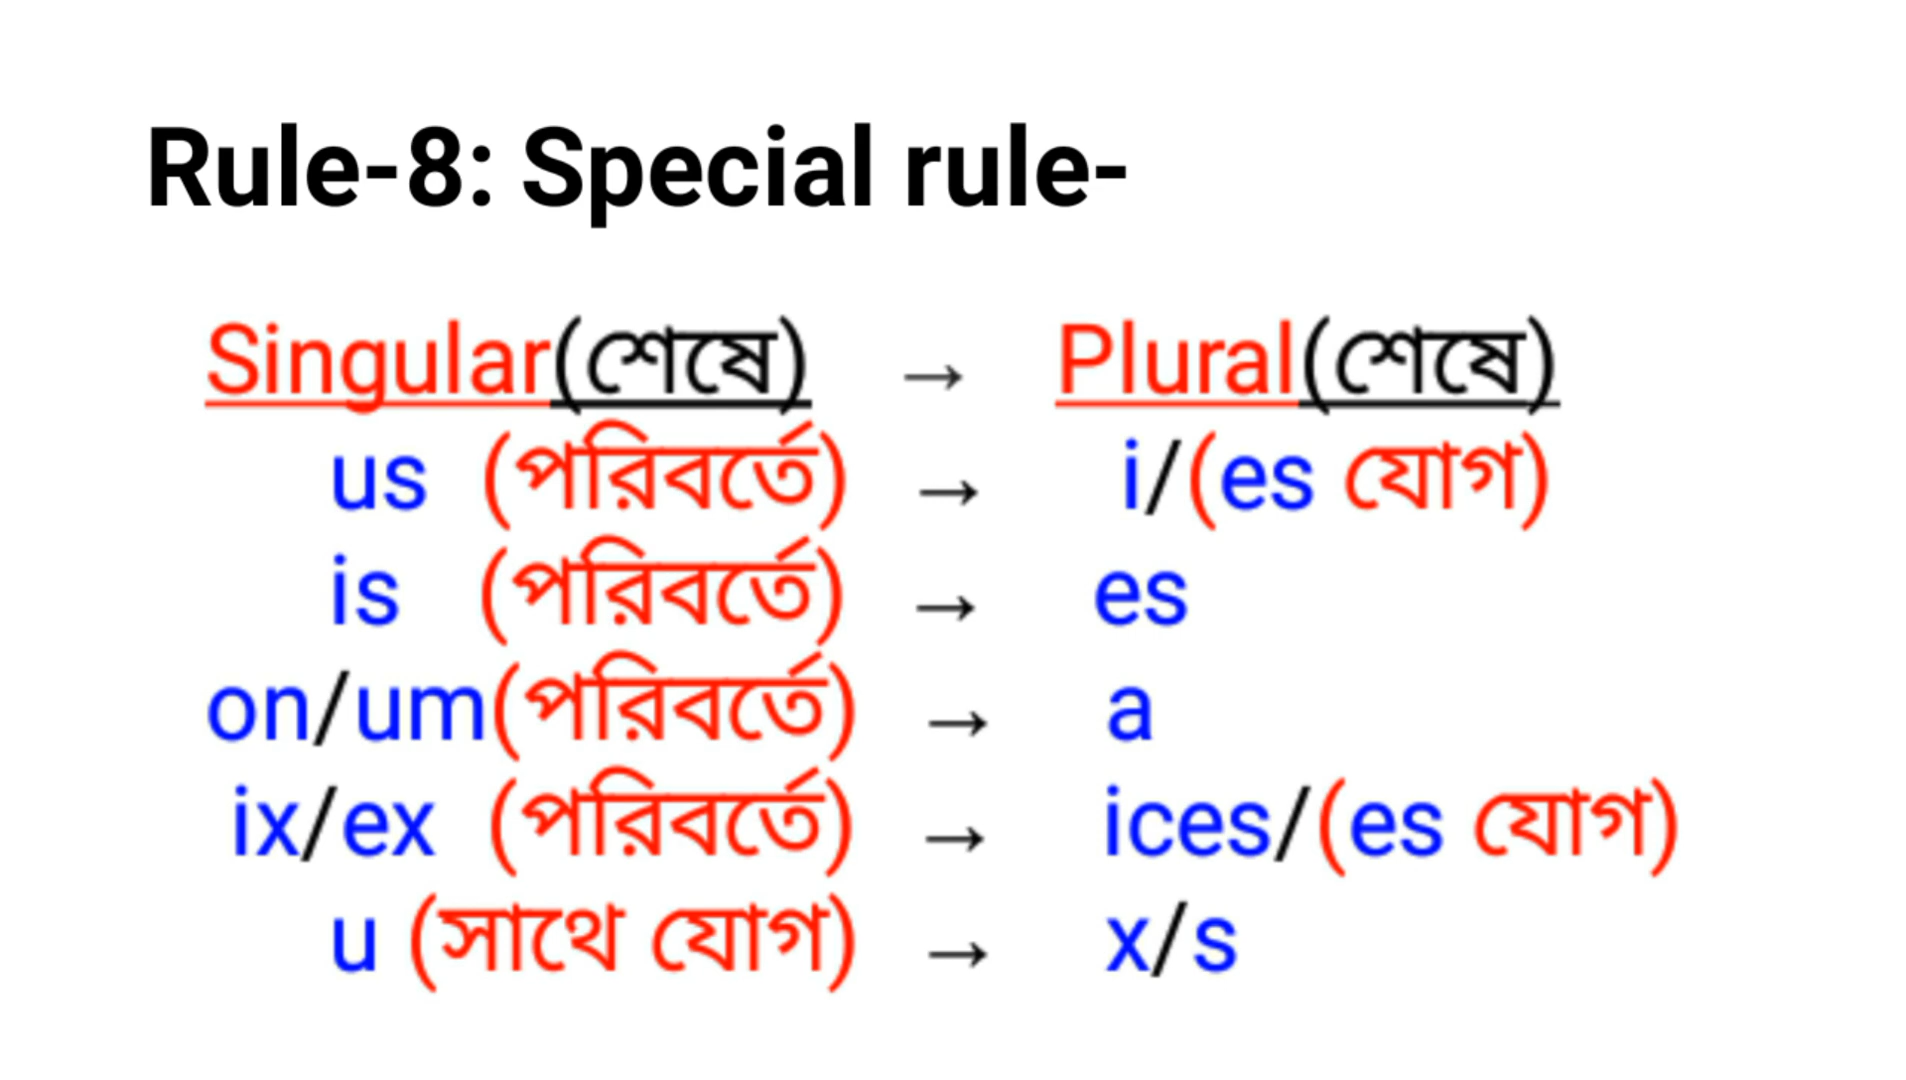 Rule-8: Special rule-
Singular(শেষে) → Plural(শেষে)
us (পরিবর্তে) → i/(es যোগ)
is (পরিবর্তে) → es
on/um(পরিবর্তে) → a
ix/ex (পরিবর্তে) → ices/(es যোগ)
u (সাথে যোগ) → x/s